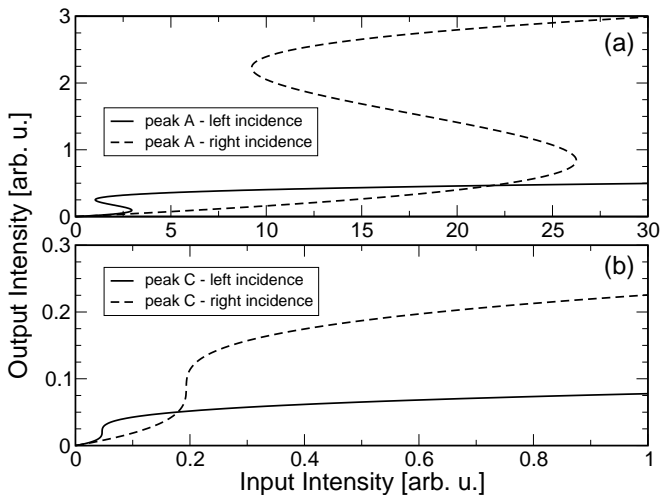 3
(a)
2
peak A - left incidence
peak A - right incidence
1
0
0 5 10 15 20 25 30
Output Intensity [arb. u.]
0.3
(b)
peak C - left incidence
peak C - right incidence
0.2
0.1
0
0 0.2 0.4 0.6 0.8 1
Input Intensity [arb. u.]